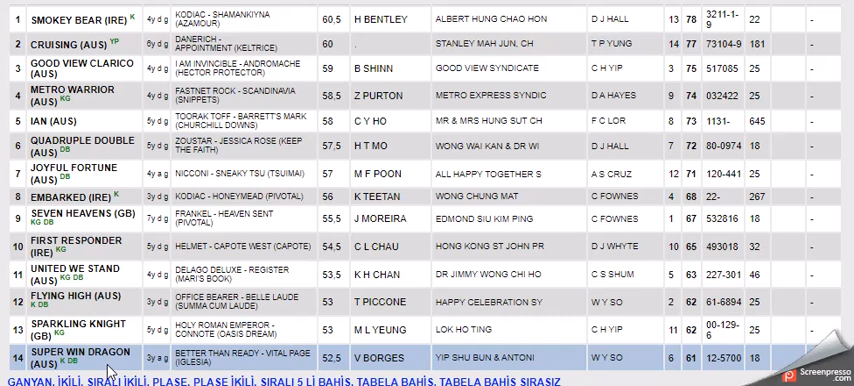 1 SMOKEY BEAR (IRE) K 4y d g KODIAC - SHAMANKIYNA (AZAMOUR) 60,5 H BENTLEY ALBERT HUNG CHAO HON D J HALL 13 78 3211-1-9 22 -
2 CRUISING (AUS) YP 6y d g DANERICH - APPOINTMENT (KELTRICE) 60 . STANLEY MAH JUN, CH T P YUNG 14 77 73104-9 181 -
3 GOOD VIEW CLARICO (AUS) 4y d g I AM INVINCIBLE - ANDROMACHE (HECTOR PROTECTOR) 59 B SHINN GOOD VIEW SYNDICATE C H YIP 3 75 517085 25 -
4 METRO WARRIOR (AUS) KG 4y d g FASTNET ROCK - SCANDINAVIA (SNIPPETS) 58,5 Z PURTON METRO EXPRESS SYNDIC D A HAYES 9 74 032422 25 -
5 IAN (AUS) 5y d g TOORAK TOFF - BARRETT'S MARK (CHURCHILL DOWNS) 58 C Y HO MR & MRS HUNG SUT CH F C LOR 8 73 1131- 645 -
6 QUADRUPLE DOUBLE (AUS) DB 5y d g ZOUSTAR - JESSICA ROSE (KEEP THE FAITH) 57,5 H T MO WONG WAI KAN & DR WI D J HALL 7 72 80-0974 18 -
7 JOYFUL FORTUNE (AUS) DB 4y a g NICCONI - SNEAKY TSU (TSUIMAI) 57 M F POON ALL HAPPY TOGETHER S A S CRUZ 12 71 120-441 25 -
8 EMBARKED (IRE) K 3y d g KODIAC - HONEYMEAD (PIVOTAL) 56 K TEETAN WONG CHUNG MAT C FOWNES 4 68 22- 267 -
9 SEVEN HEAVENS (GB) KG DB 7y d g FRANKEL - HEAVEN SENT (PIVOTAL) 55,5 J MOREIRA EDMOND SIU KIM PING C FOWNES 1 67 532816 18 -
10 FIRST RESPONDER (IRE) KG 5y d g HELMET - CAPOTE WEST (CAPOTE) 54,5 C L CHAU HONG KONG ST JOHN PR D J WHYTE 10 65 493018 32 -
11 UNITED WE STAND (AUS) KG DB 4y d g DELAGO DELUXE - REGISTER (MARI'S BOOK) 53,5 K H CHAN DR JIMMY WONG CHI HO C S SHUM 5 63 227-301 46 -
12 FLYING HIGH (AUS) K DB 3y d g OFFICE BEARER - BELLE LAUDE (SUMMA CUM LAUDE) 53 T PICCONE HAPPY CELEBRATION SY W Y SO 2 62 61-6894 25 -
13 SPARKLING KNIGHT (GB) KG 5y d g HOLY ROMAN EMPEROR - CONNOTE (OASIS DREAM) 53 M L YEUNG LOK HO TING C H YIP 11 62 00-129-6 25 -
14 SUPER WIN DRAGON (AUS) K DB 3y a g BETTER THAN READY - VITAL PAGE (IGLESIA) 52,5 V BORGES YIP SHU BUN & ANTONI W Y SO 6 61 12-5700 18 -
GANYAN, İKİLİ, SIRALI İKİLİ, PLASE, PLASE İKİLİ, SIRALI 5 Lİ BAHİS, TABELA BAHİS, TABELA BAHİS SIRASIZ
Screenpresso